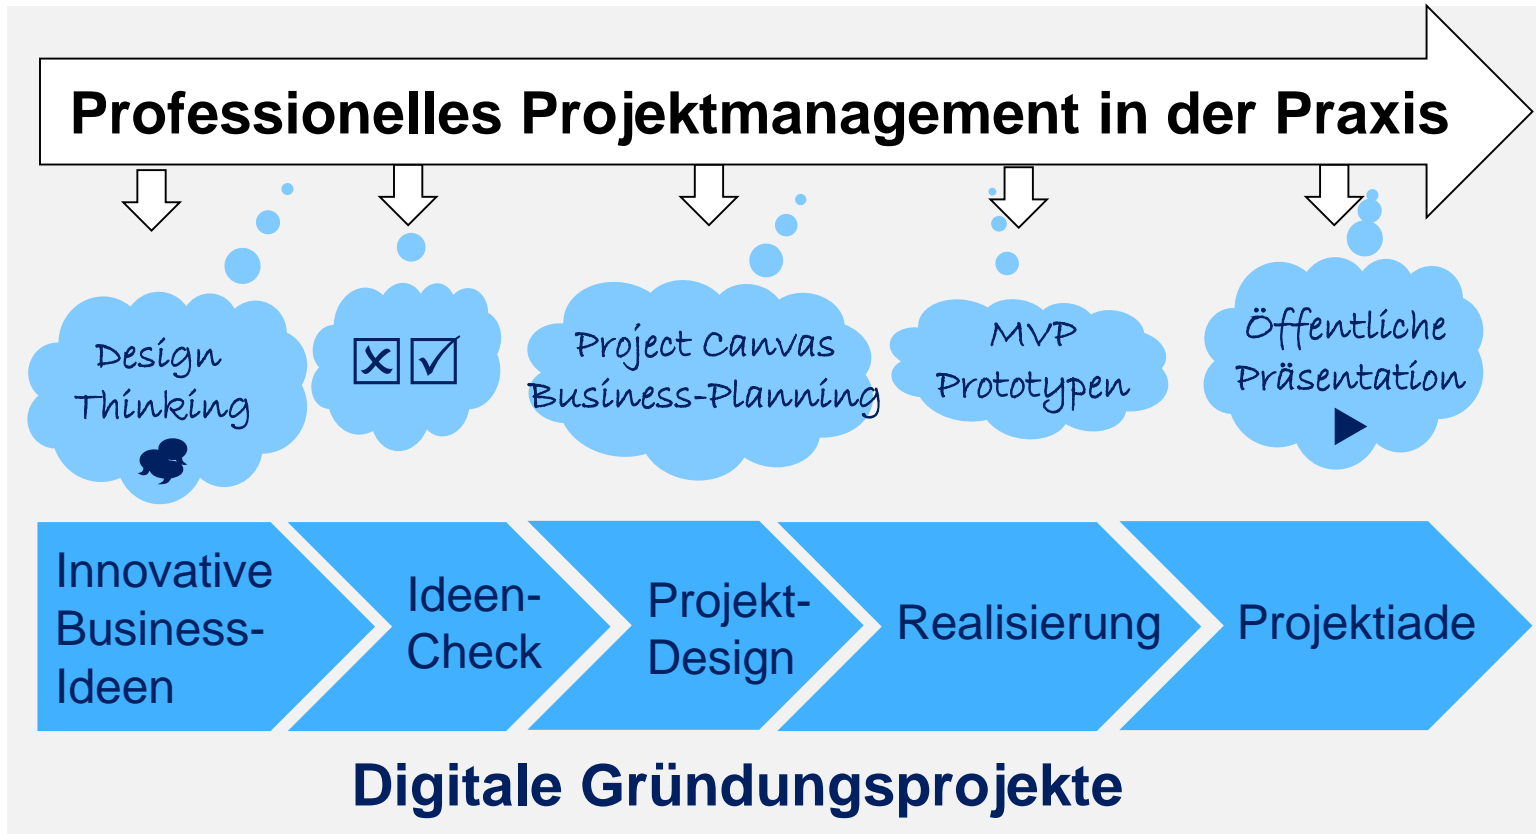 Professionelles Projektmanagement in der Praxis
Design
Thinking
Project Canvas
Business-Planning
MVP
Prototypen
Öffentliche
Präsentation
Innovative
Business-
Ideen
Ideen-
Check
Projekt-
Design
Realisierung
Projektiade
Digitale Gründungsprojekte